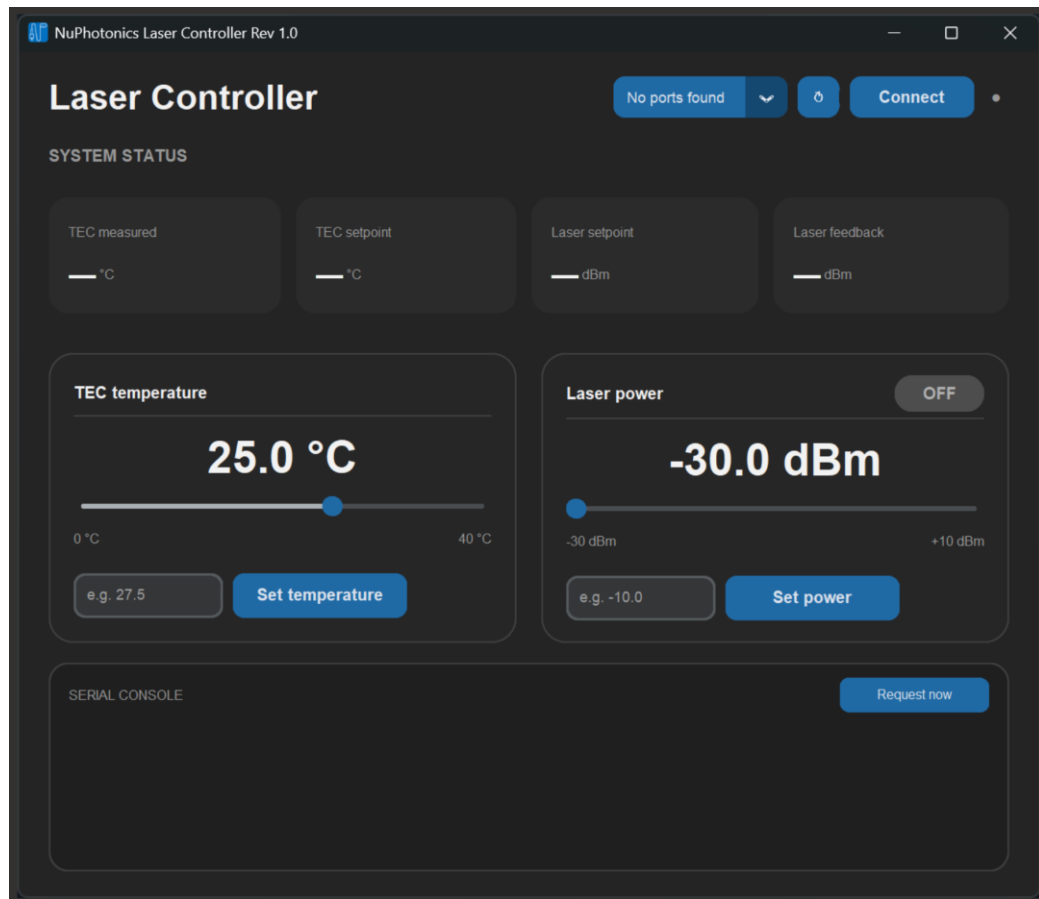 NuPhotonics Laser Controller Rev 1.0
Laser Controller
No ports found
Connect
SYSTEM STATUS
TEC measured
TEC setpoint
Laser setpoint
Laser feedback
— °C
— °C
— dBm
— dBm
TEC temperature
25.0 °C
0 °C
40 °C
e.g. 27.5
Set temperature
Laser power
OFF
-30.0 dBm
-30 dBm
+10 dBm
e.g. -10.0
Set power
SERIAL CONSOLE
Request now